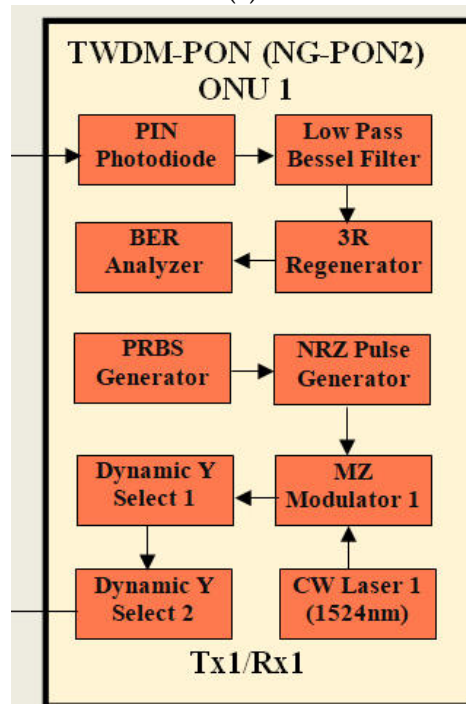 TWDM-PON (NG-PON2)
ONU 1
PIN
Photodiode
Low Pass
Bessel Filter
BER
Analyzer
3R
Regenerator
PRBS
Generator
NRZ Pulse
Generator
Dynamic Y
Select 1
MZ
Modulator 1
Dynamic Y
Select 2
CW Laser 1
(1524nm)
Tx1/Rx1